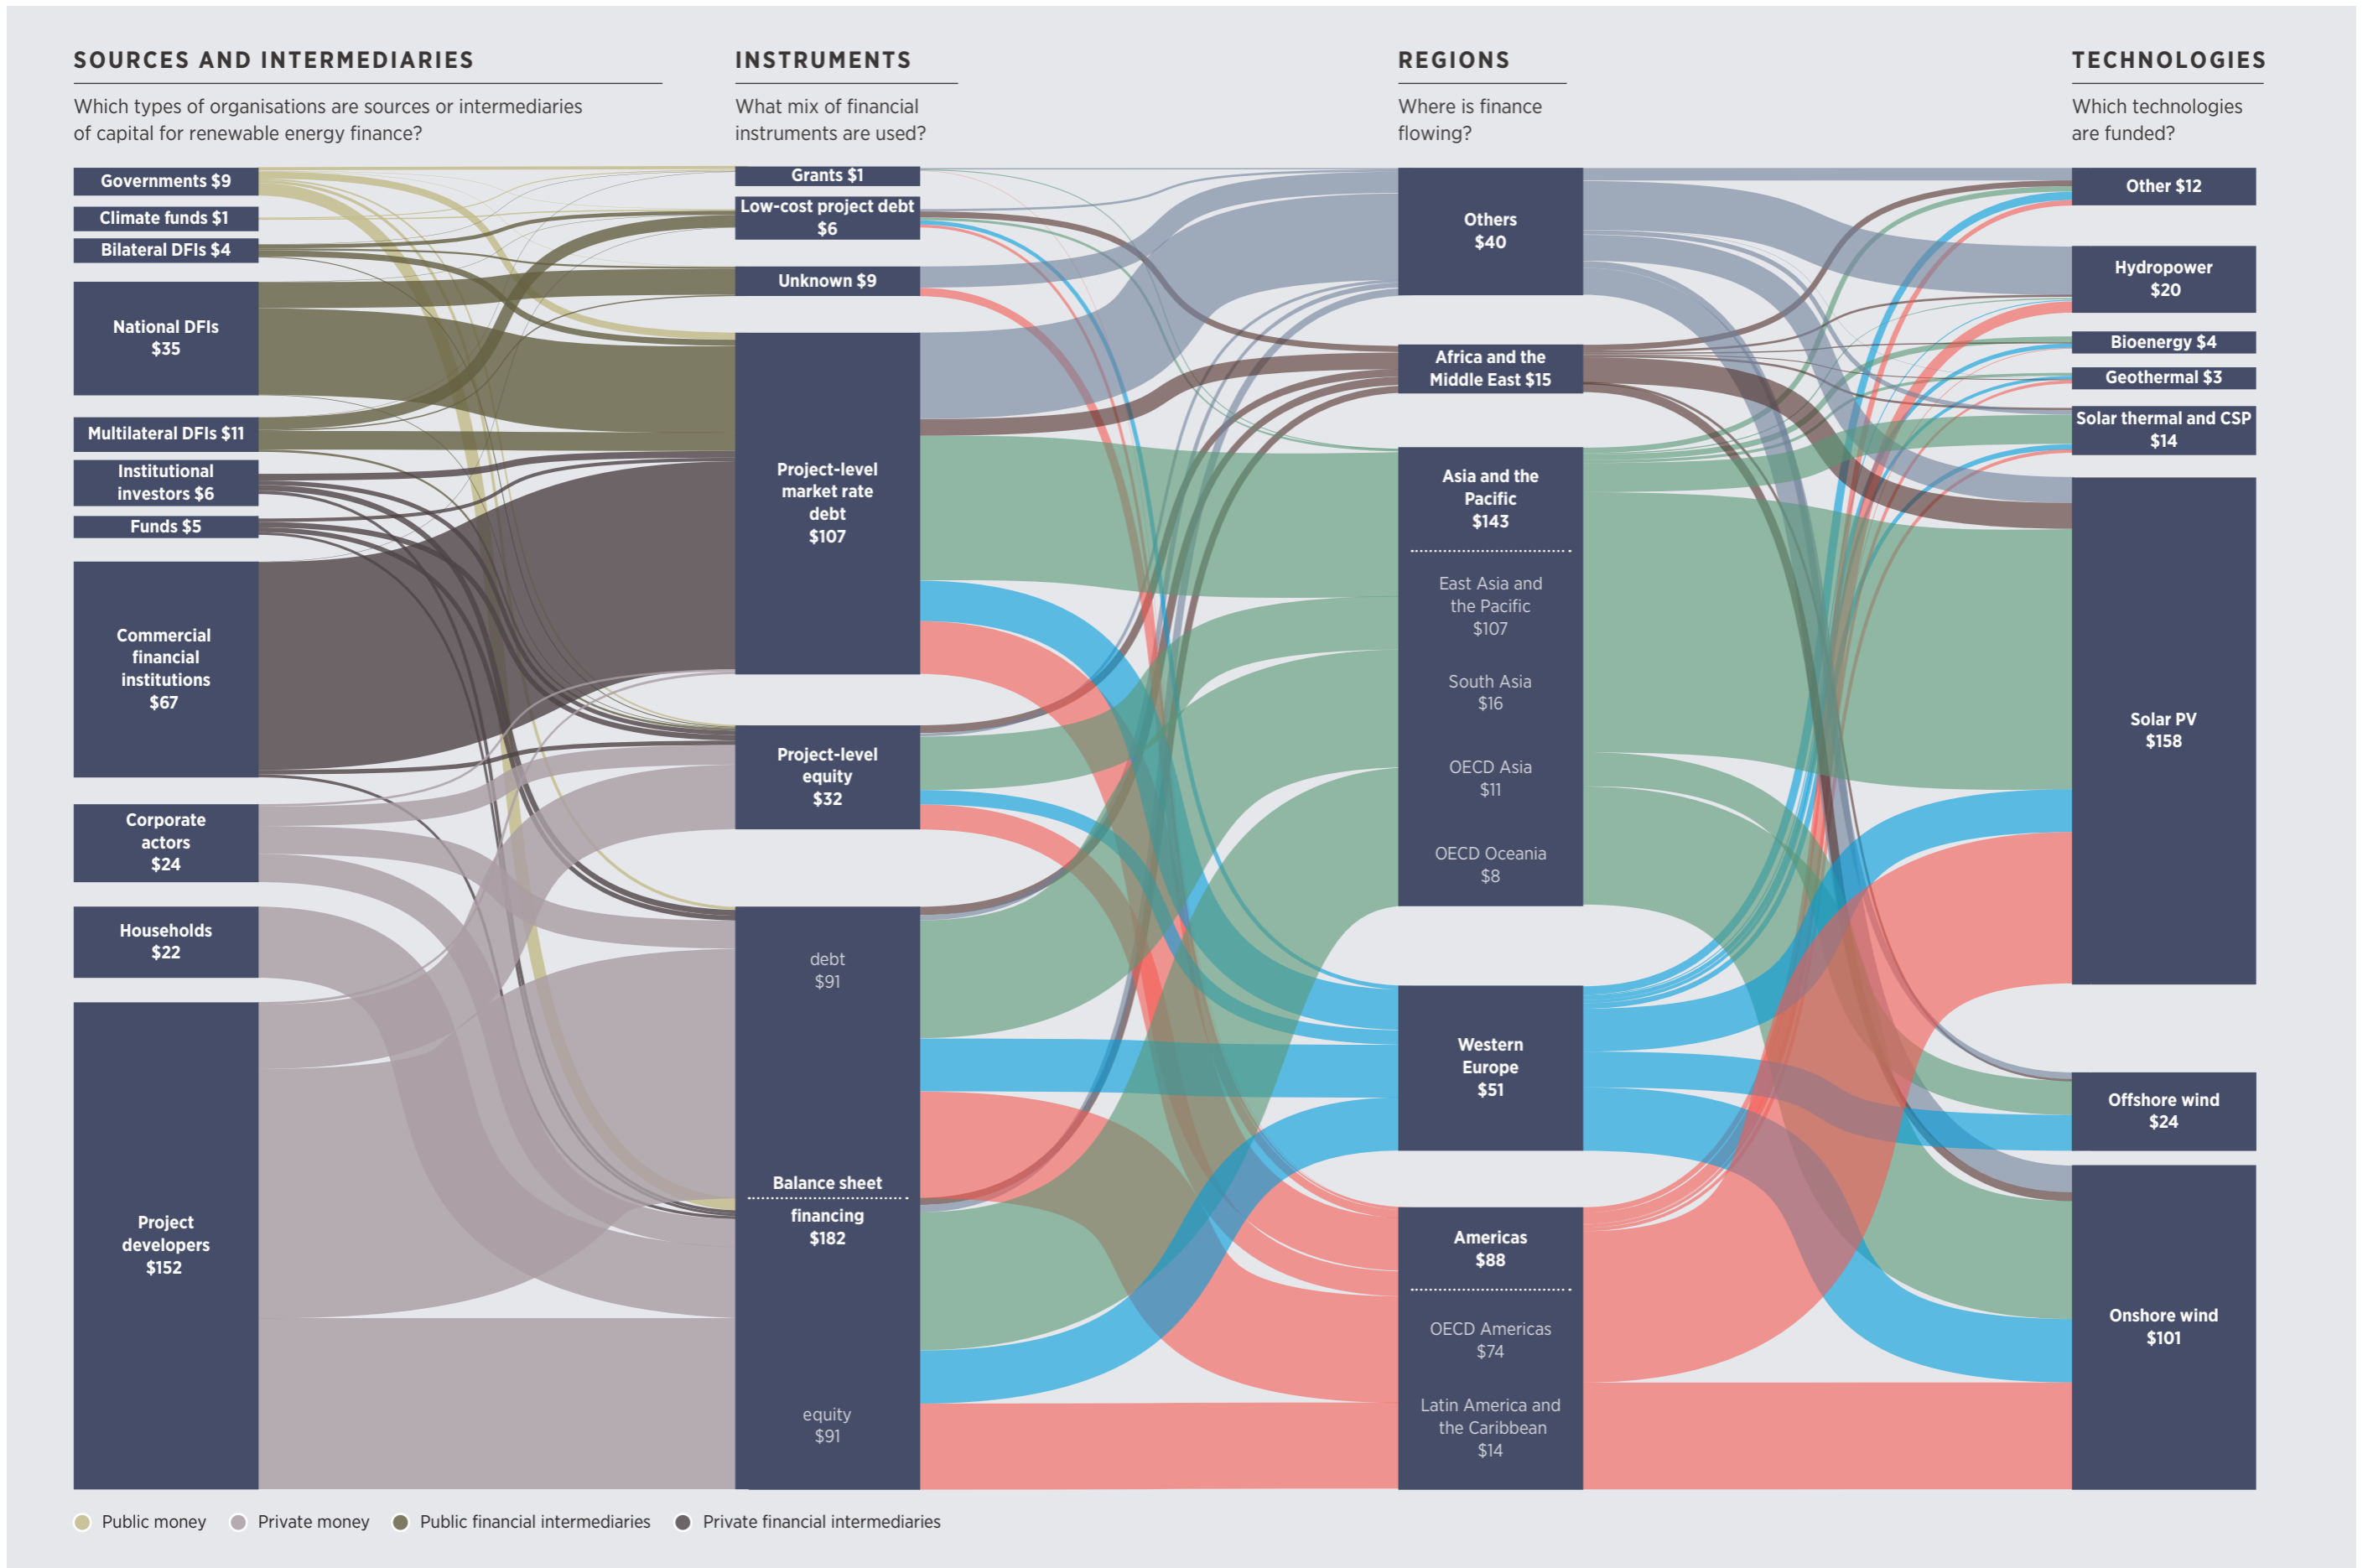 SOURCES AND INTERMEDIARIES
Which types of organisations are sources or intermediaries
of capital for renewable energy finance?
Governments $9
Climate funds $1
Bilateral DFIs $4
National DFIs
$35
Multilateral DFIs $11
Institutional
investors $6
Funds $5
Commercial
financial
institutions
$67
Corporate
actors
$24
Households
$22
Project
developers
$152
INSTRUMENTS
What mix of financial
instruments are used?
Grants $1
Low-cost project debt
$6
Unknown $9
Project-level
market rate
debt
$107
Project-level
equity
$32
debt
$91
Balance sheet
financing
$182
equity
$91
REGIONS
Where is finance
flowing?
Others
$40
Africa and the
Middle East $15
Asia and the
Pacific
$143
East Asia and
the Pacific
$107
South Asia
$16
OECD Asia
$11
OECD Oceania
$8
Western
Europe
$51
Americas
$88
OECD Americas
$74
Latin America and
the Caribbean
$14
TECHNOLOGIES
Which technologies
are funded?
Other $12
Hydropower
$20
Bioenergy $4
Geothermal $3
Solar thermal and CSP
$14
Solar PV
$158
Offshore wind
$24
Onshore wind
$101
Public money
Private money
Public financial intermediaries
Private financial intermediaries